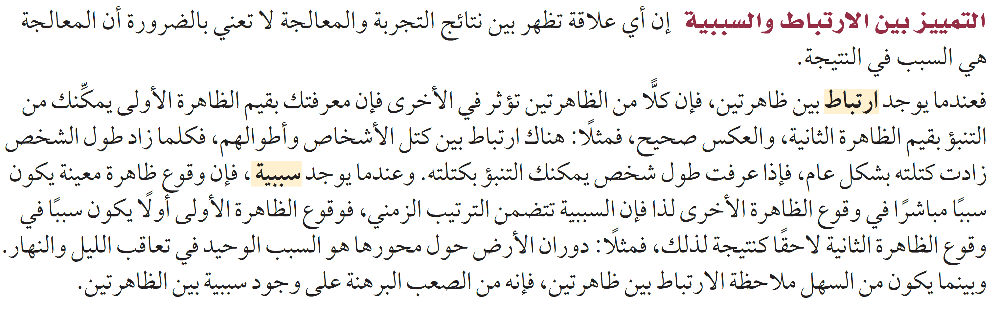 التمييز بين الارتباط والسببية إن أي علاقة تظهر بين نتائج التجربة والمعالجة لا تعني بالضرورة أن المعالجة
هي السبب في النتيجة.
فعندما يوجد ارتباط بين ظاهرتين، فإن كلًّا من الظاهرتين تؤثر في الأخرى فإن معرفتك بقيم الظاهرة الأولى يمكِّنك من
التنبؤ بقيم الظاهرة الثانية، والعكس صحيح، فمثلًا: هناك ارتباط بين كتل الأشخاص وأطوالهم، فكلما زاد طول الشخص
زادت كتلته بشكل عام، فإذا عرفت طول شخص يمكنك التنبؤ بكتلته. وعندما يوجد سببية، فإن وقوع ظاهرة معينة يكون
سببًا مباشرًا في وقوع الظاهرة الأخرى لذا فإن السببية تتضمن الترتيب الزمني، فوقوع الظاهرة الأولى أولًا يكون سببًا في
وقوع الظاهرة الثانية لاحقًا كنتيجة لذلك، فمثلًا: دوران الأرض حول محورها هو السبب الوحيد في تعاقب الليل والنهار.
وبينما يكون من السهل ملاحظة الارتباط بين ظاهرتين، فإنه من الصعب البرهنة على وجود سببية بين الظاهرتين.